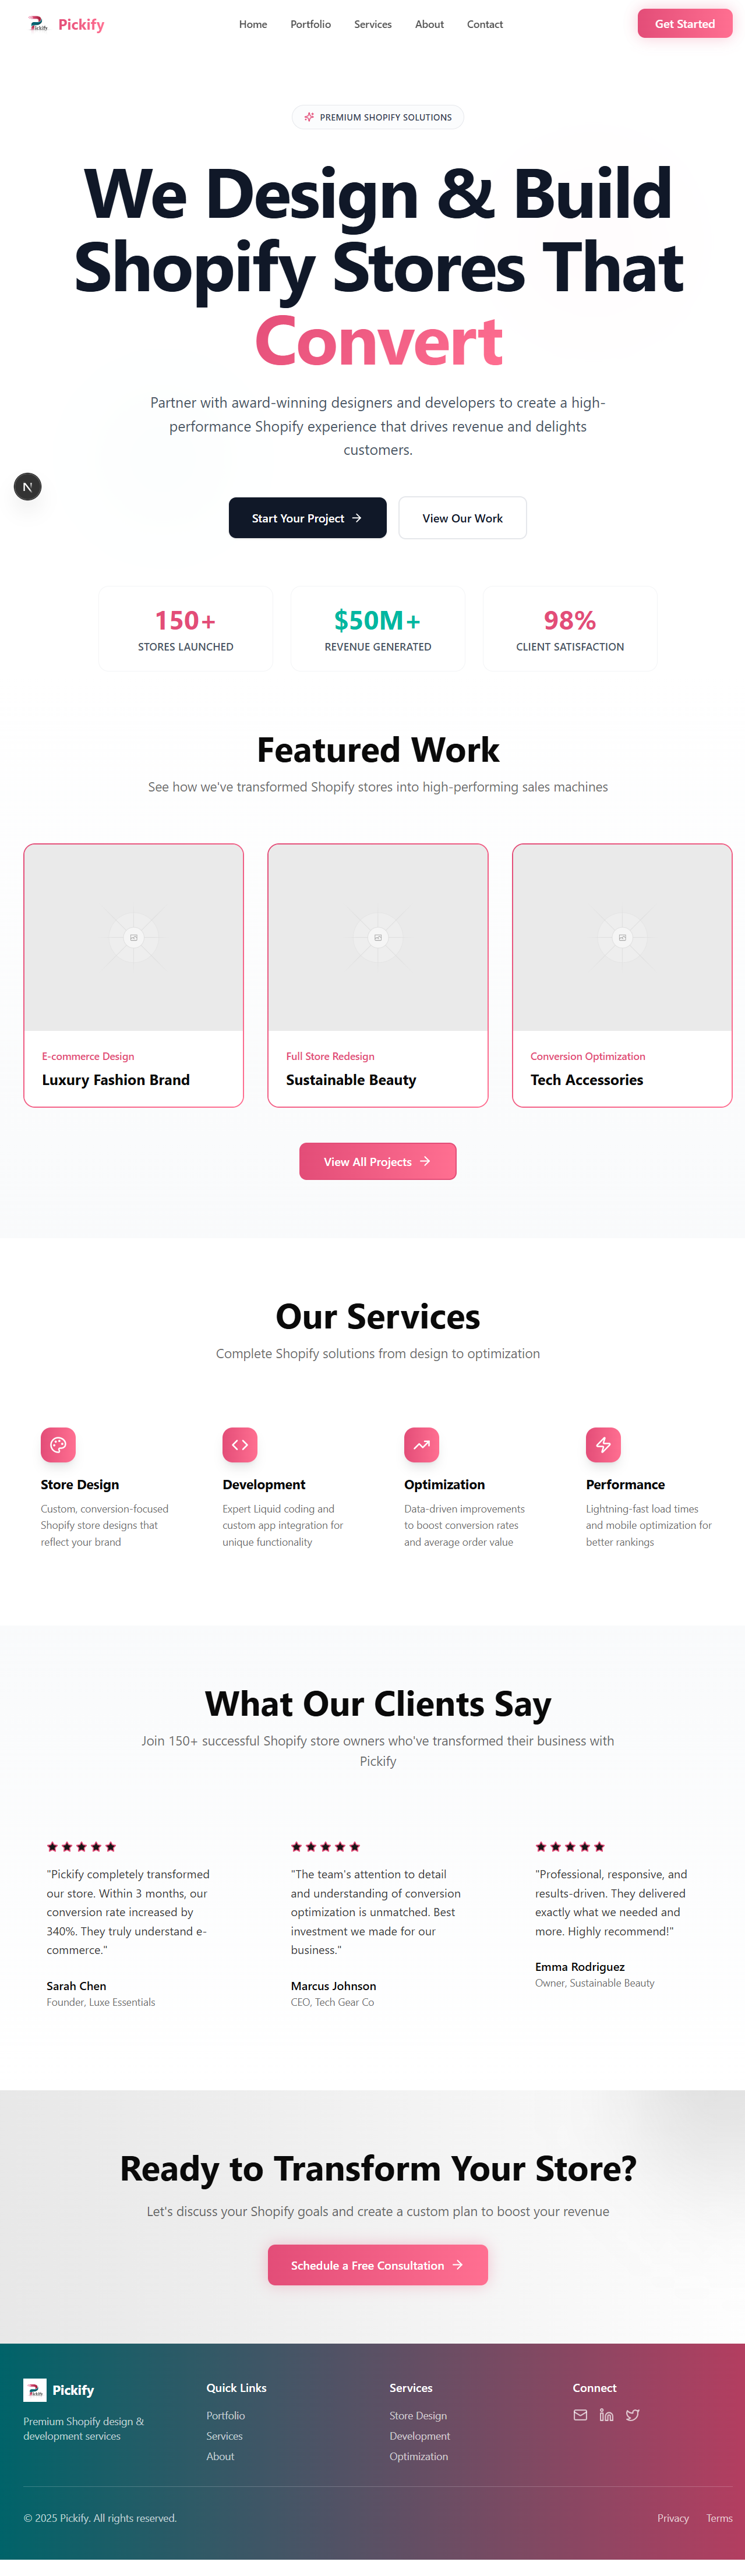 Pickify
Pickify
Home
Portfolio
Services
About
Contact
Get Started
PREMIUM SHOPIFY SOLUTIONS
We Design & Build
Shopify Stores That
Convert
Partner with award-winning designers and developers to create a high-
performance Shopify experience that drives revenue and delights
customers.
N
Start Your Project
View Our Work
150+
STORES LAUNCHED
$50M+
REVENUE GENERATED
98%
CLIENT SATISFACTION
Featured Work
See how we've transformed Shopify stores into high-performing sales machines
E-commerce Design
Luxury Fashion Brand
Full Store Redesign
Sustainable Beauty
Conversion Optimization
Tech Accessories
View All Projects
Our Services
Complete Shopify solutions from design to optimization
Store Design
Custom, conversion-focused
Shopify store designs that
reflect your brand
Development
Expert Liquid coding and
custom app integration for
unique functionality
Optimization
Data-driven improvements
to boost conversion rates
and average order value
Performance
Lightning-fast load times
and mobile optimization for
better rankings
What Our Clients Say
Join 150+ successful Shopify store owners who've transformed their business with
Pickify
"Pickify completely transformed
our store. Within 3 months, our
conversion rate increased by
340%. They truly understand e-
commerce."
Sarah Chen
Founder, Luxe Essentials
"The team's attention to detail
and understanding of conversion
optimization is unmatched. Best
investment we made for our
business."
Marcus Johnson
CEO, Tech Gear Co
"Professional, responsive, and
results-driven. They delivered
exactly what we needed and
more. Highly recommend!"
Emma Rodriguez
Owner, Sustainable Beauty
Ready to Transform Your Store?
Let's discuss your Shopify goals and create a custom plan to boost your revenue
Schedule a Free Consultation
Pickify
Pickify
Premium Shopify design &
development services
Quick Links
Portfolio
Services
About
Services
Store Design
Development
Optimization
Connect
© 2025 Pickify. All rights reserved.
Privacy
Terms